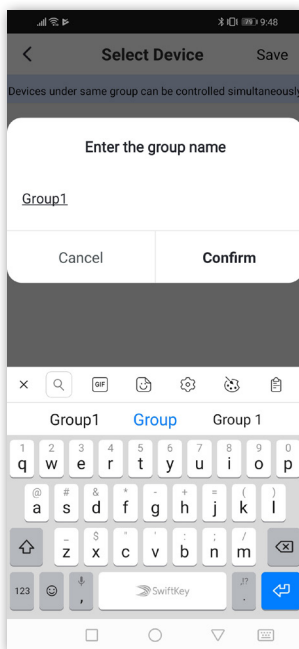 79 9:48
Select Device Save
Devices under same group can be controlled simultaneously
Enter the group name
Group1
Cancel Confirm
GIF
Group1 Group Group 1
1 2 3 4 5 6 7 8 9 0
q w e r t y u i o p
@ # & * - + = ( )
a s d f g h j k l
_ $ " ' : ; /
z x c v b n m
123 , SwiftKey ,!? .